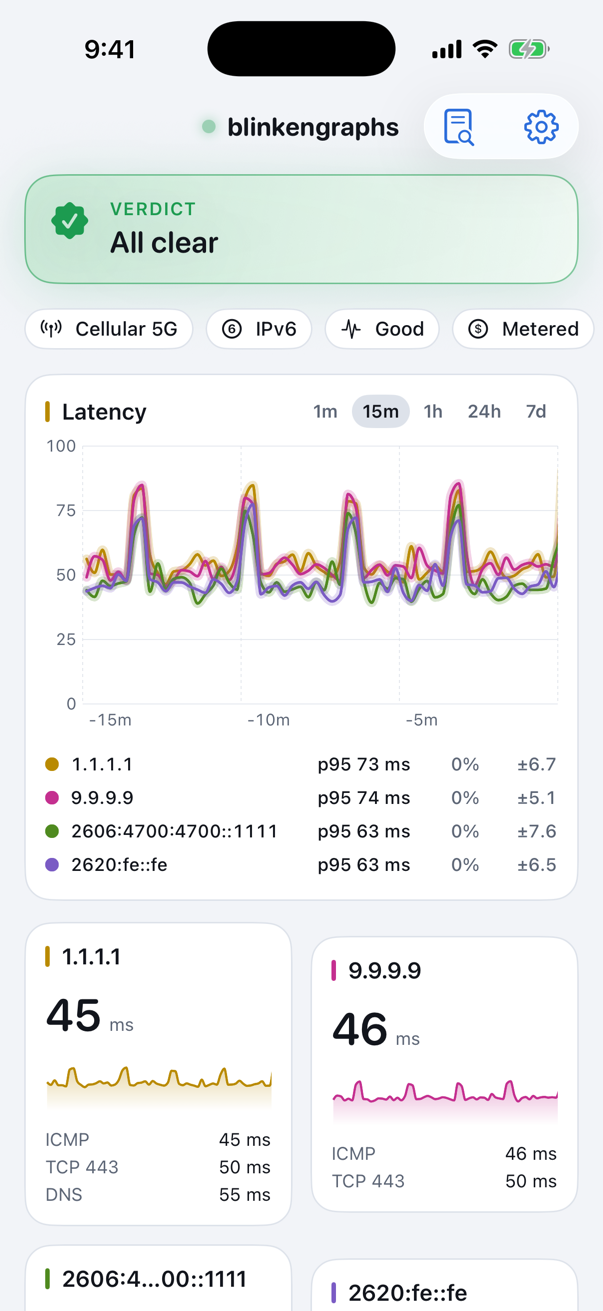 9:41
blinkengraphs
VERDICT
All clear
Cellular 5G
6 IPv6
Good
$ Metered
Latency
1m 15m 1h 24h 7d
100
75
50
25
0
-15m -10m -5m
1.1.1.1 p95 73 ms 0% ±6.7
9.9.9.9 p95 74 ms 0% ±5.1
2606:4700:4700::1111 p95 63 ms 0% ±7.6
2620:fe::fe p95 63 ms 0% ±6.5
1.1.1.1
45 ms
ICMP 45 ms
TCP 443 50 ms
DNS 55 ms
9.9.9.9
46 ms
ICMP 46 ms
TCP 443 50 ms
2606:4...00::1111
2620:fe::fe